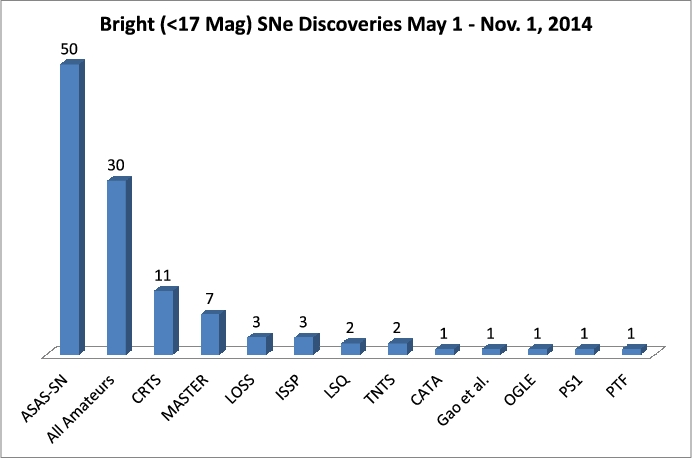 Bright (<17 Mag) SNe Discoveries May 1 - Nov. 1, 2014
50
30
11
7
3
3
2
2
1
1
1
1
1
ASAS-SN
All Amateurs
CRTS
MASTER
LOSS
ISSP
LSQ
TNTS
CATA
Gao et al.
OGLE
PS1
PTF